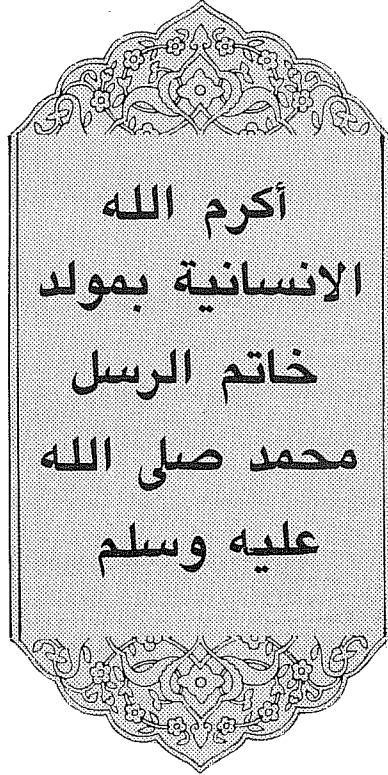 أكرم الله
الانسانية بمولد
خاتم الرسل
محمد صلى الله
عليه وسلم